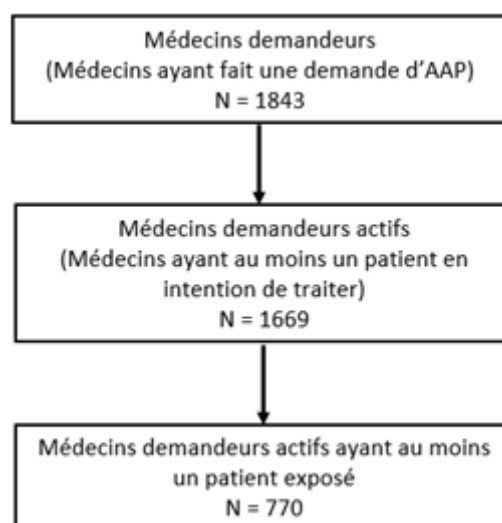 Médecins demandeurs
(Médecins ayant fait une demande d'AAP)
N = 1843
Médecins demandeurs actifs
(Médecins ayant au moins un patient en
intention de traiter)
N = 1669
Médecins demandeurs actifs ayant au moins
un patient exposé
N = 770